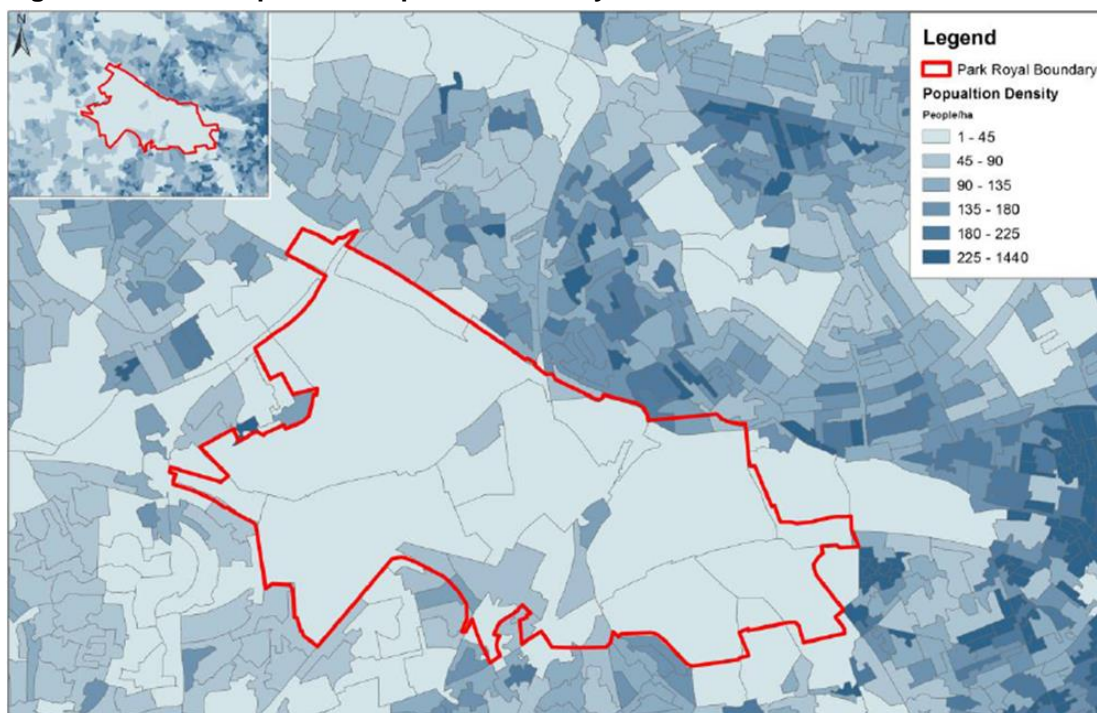 N
Legend
Park Royal Boundary
Popualtion Density
People/ha
1 - 45
45 - 90
90 - 135
135 - 180
180 - 225
225 - 1440